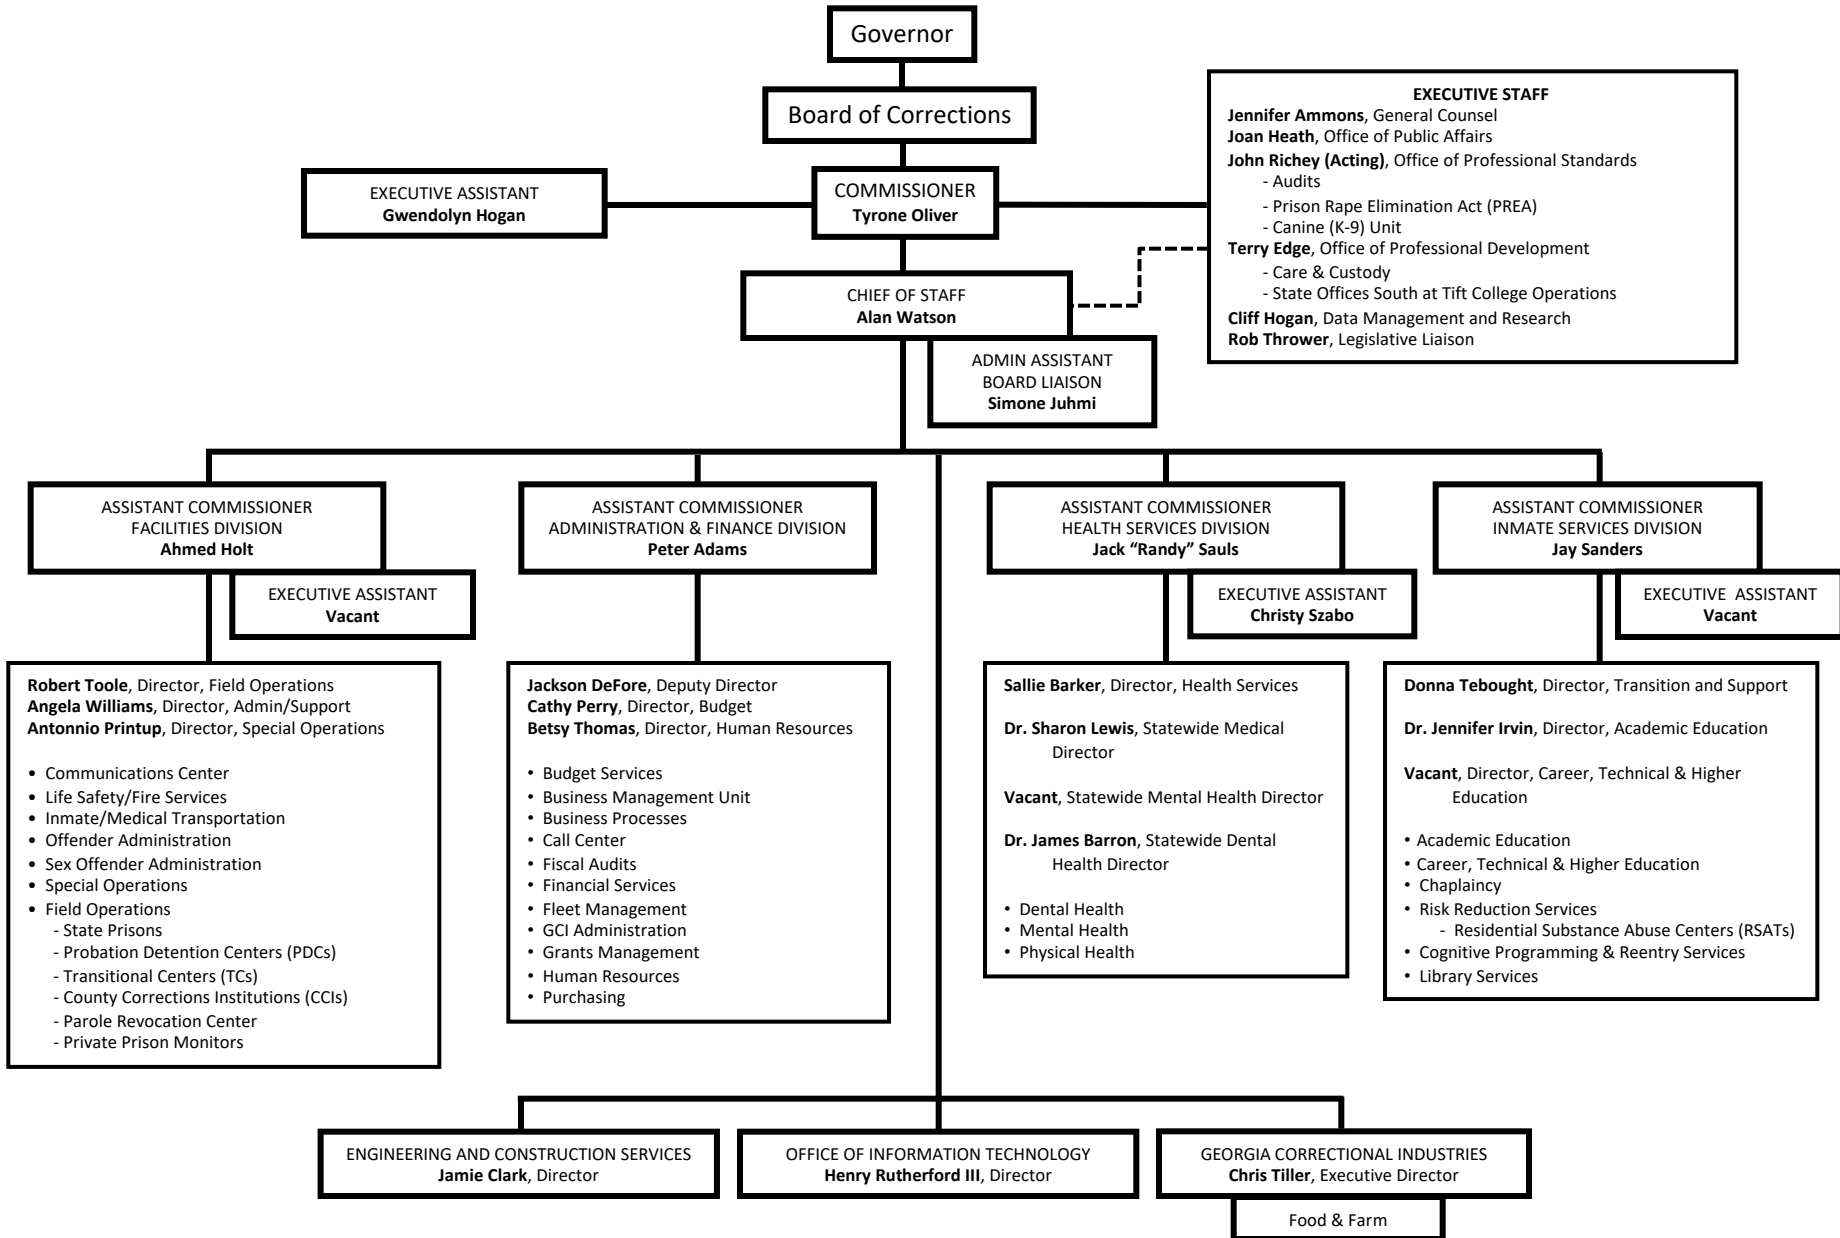 Governor
Board of Corrections
EXECUTIVE ASSISTANT
Gwendolyn Hogan
COMMISSIONER
Tyrone Oliver
EXECUTIVE STAFF
Jennifer Ammons, General Counsel
Joan Heath, Office of Public Affairs
John Richey (Acting), Office of Professional Standards
- Audits
- Prison Rape Elimination Act (PREA)
- Canine (K-9) Unit
Terry Edge, Office of Professional Development
- Care & Custody
- State Offices South at Tift College Operations
Cliff Hogan, Data Management and Research
Rob Thrower, Legislative Liaison
CHIEF OF STAFF
Alan Watson
ADMIN ASSISTANT
BOARD LIAISON
Simone Juhmi
ASSISTANT COMMISSIONER
FACILITIES DIVISION
Ahmed Holt
EXECUTIVE ASSISTANT
Vacant
Robert Toole, Director, Field Operations
Angela Williams, Director, Admin/Support
Antonnio Printup, Director, Special Operations
• Communications Center
• Life Safety/Fire Services
• Inmate/Medical Transportation
• Offender Administration
• Sex Offender Administration
• Special Operations
• Field Operations
- State Prisons
- Probation Detention Centers (PDCs)
- Transitional Centers (TCs)
- County Corrections Institutions (CCIs)
- Parole Revocation Center
- Private Prison Monitors
ASSISTANT COMMISSIONER
ADMINISTRATION & FINANCE DIVISION
Peter Adams
Jackson DeFore, Deputy Director
Cathy Perry, Director, Budget
Betsy Thomas, Director, Human Resources
• Budget Services
• Business Management Unit
• Business Processes
• Call Center
• Fiscal Audits
• Financial Services
• Fleet Management
• GCI Administration
• Grants Management
• Human Resources
• Purchasing
ASSISTANT COMMISSIONER
HEALTH SERVICES DIVISION
Jack “Randy” Sauls
EXECUTIVE ASSISTANT
Christy Szabo
Sallie Barker, Director, Health Services
Dr. Sharon Lewis, Statewide Medical
Director
Vacant, Statewide Mental Health Director
Dr. James Barron, Statewide Dental
Health Director
• Dental Health
• Mental Health
• Physical Health
ASSISTANT COMMISSIONER
INMATE SERVICES DIVISION
Jay Sanders
EXECUTIVE ASSISTANT
Vacant
Donna Tebought, Director, Transition and Support
Dr. Jennifer Irvin, Director, Academic Education
Vacant, Director, Career, Technical & Higher
Education
• Academic Education
• Career, Technical & Higher Education
• Chaplaincy
• Risk Reduction Services
- Residential Substance Abuse Centers (RSATs)
• Cognitive Programming & Reentry Services
• Library Services
ENGINEERING AND CONSTRUCTION SERVICES
Jamie Clark, Director
OFFICE OF INFORMATION TECHNOLOGY
Henry Rutherford III, Director
GEORGIA CORRECTIONAL INDUSTRIES
Chris Tiller, Executive Director
Food & Farm